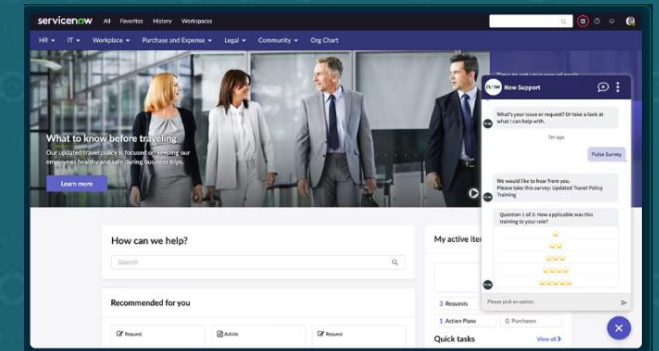 servicenow All Favorites History Workspaces
HR IT Workplace Purchase and Expense Legal Community Org Chart
What to know before traveling
Our updated travel policy is focused on keeping our
employees healthy and safe during business trips.
Learn more
now Now Support
What's your issue or request? Or take a look at
what I can help with.
7m ago
Pulse Survey
We would like to hear from you.
Please take this survey: Updated Travel Policy
Training
Question 1 of 3: How applicable was this
training to your role?
Please pick an option.
How can we help?
Search
Recommended for you
Request
Article
Request
My active ite
3 Requests
1 Action Plans
0 Purchases
Quick tasks
View all